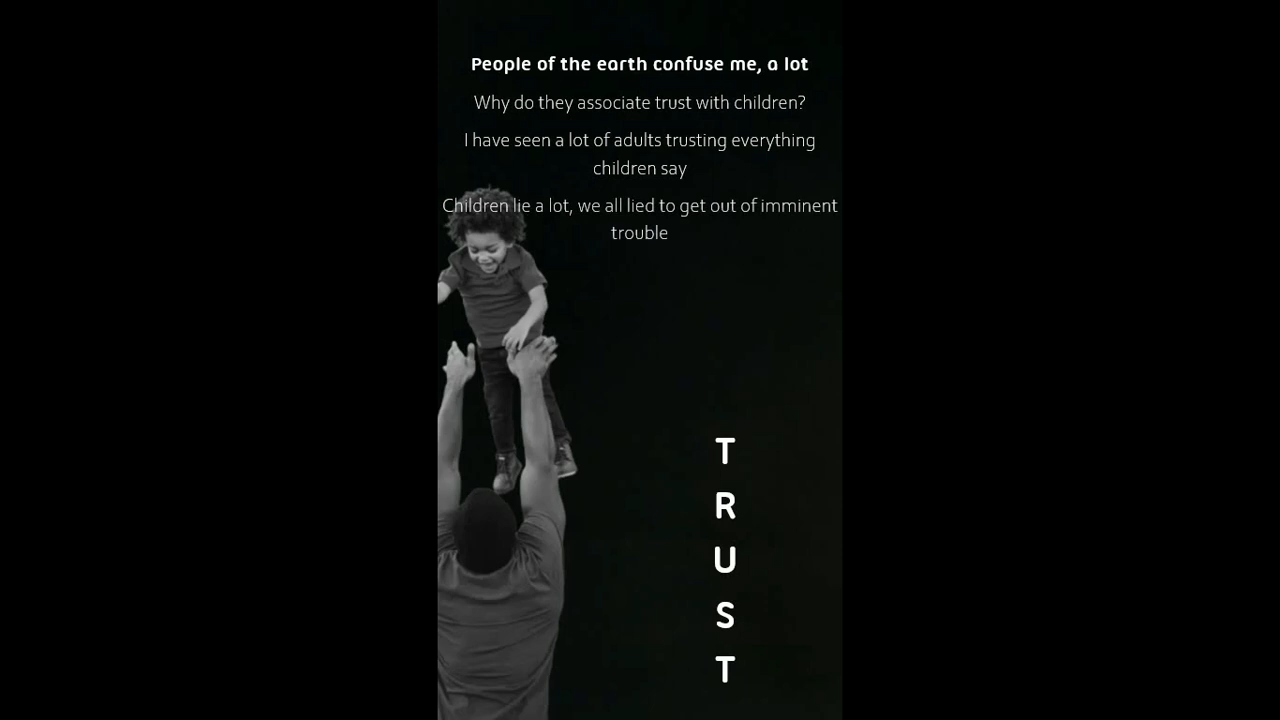 People of the earth confuse me, a lot
Why do they associate trust with children?
I have seen a lot of adults trusting everything
children say
Children lie a lot, we all lied to get out of imminent
trouble
T
R
U
S
T